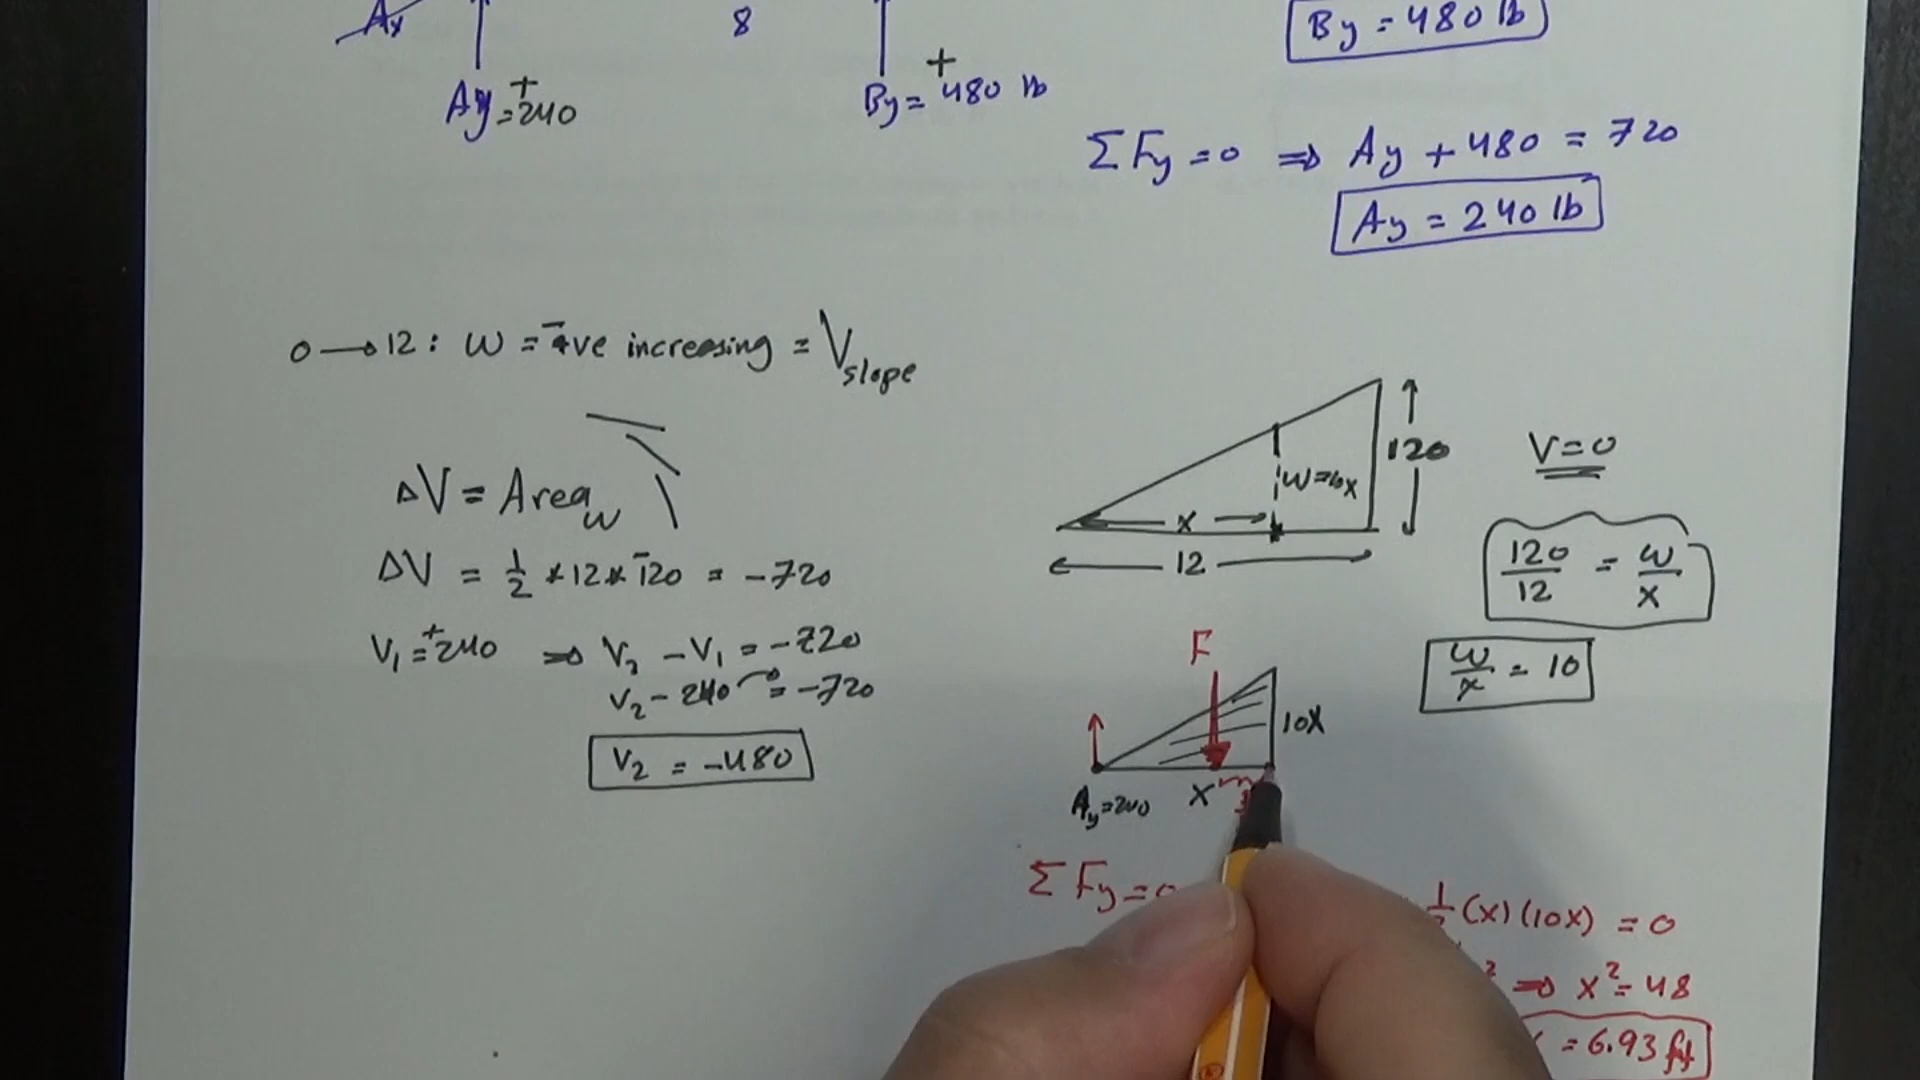 Ax
8
By = 480 lb
Ay = +240
By = +480 lb
ΣFy = 0 ⇒ Ay + 480 = 720
Ay = 240 lb
0 → 12 : w = -ve increasing = V slope
ΔV = Area w
ΔV = 1/2 * 12 * -120 = -720
V1 = +240 ⇒ V2 - V1 = -720
V2 - 240 = -720
V2 = -480
120
w = 10x
x
12
V = 0
120/12 = w/x
w/x = 10
F
10x
Ay = 240
x
ΣFy = 0
(x)(10x) = 0
2 ⇒ x² = 48
= 6.93 ft